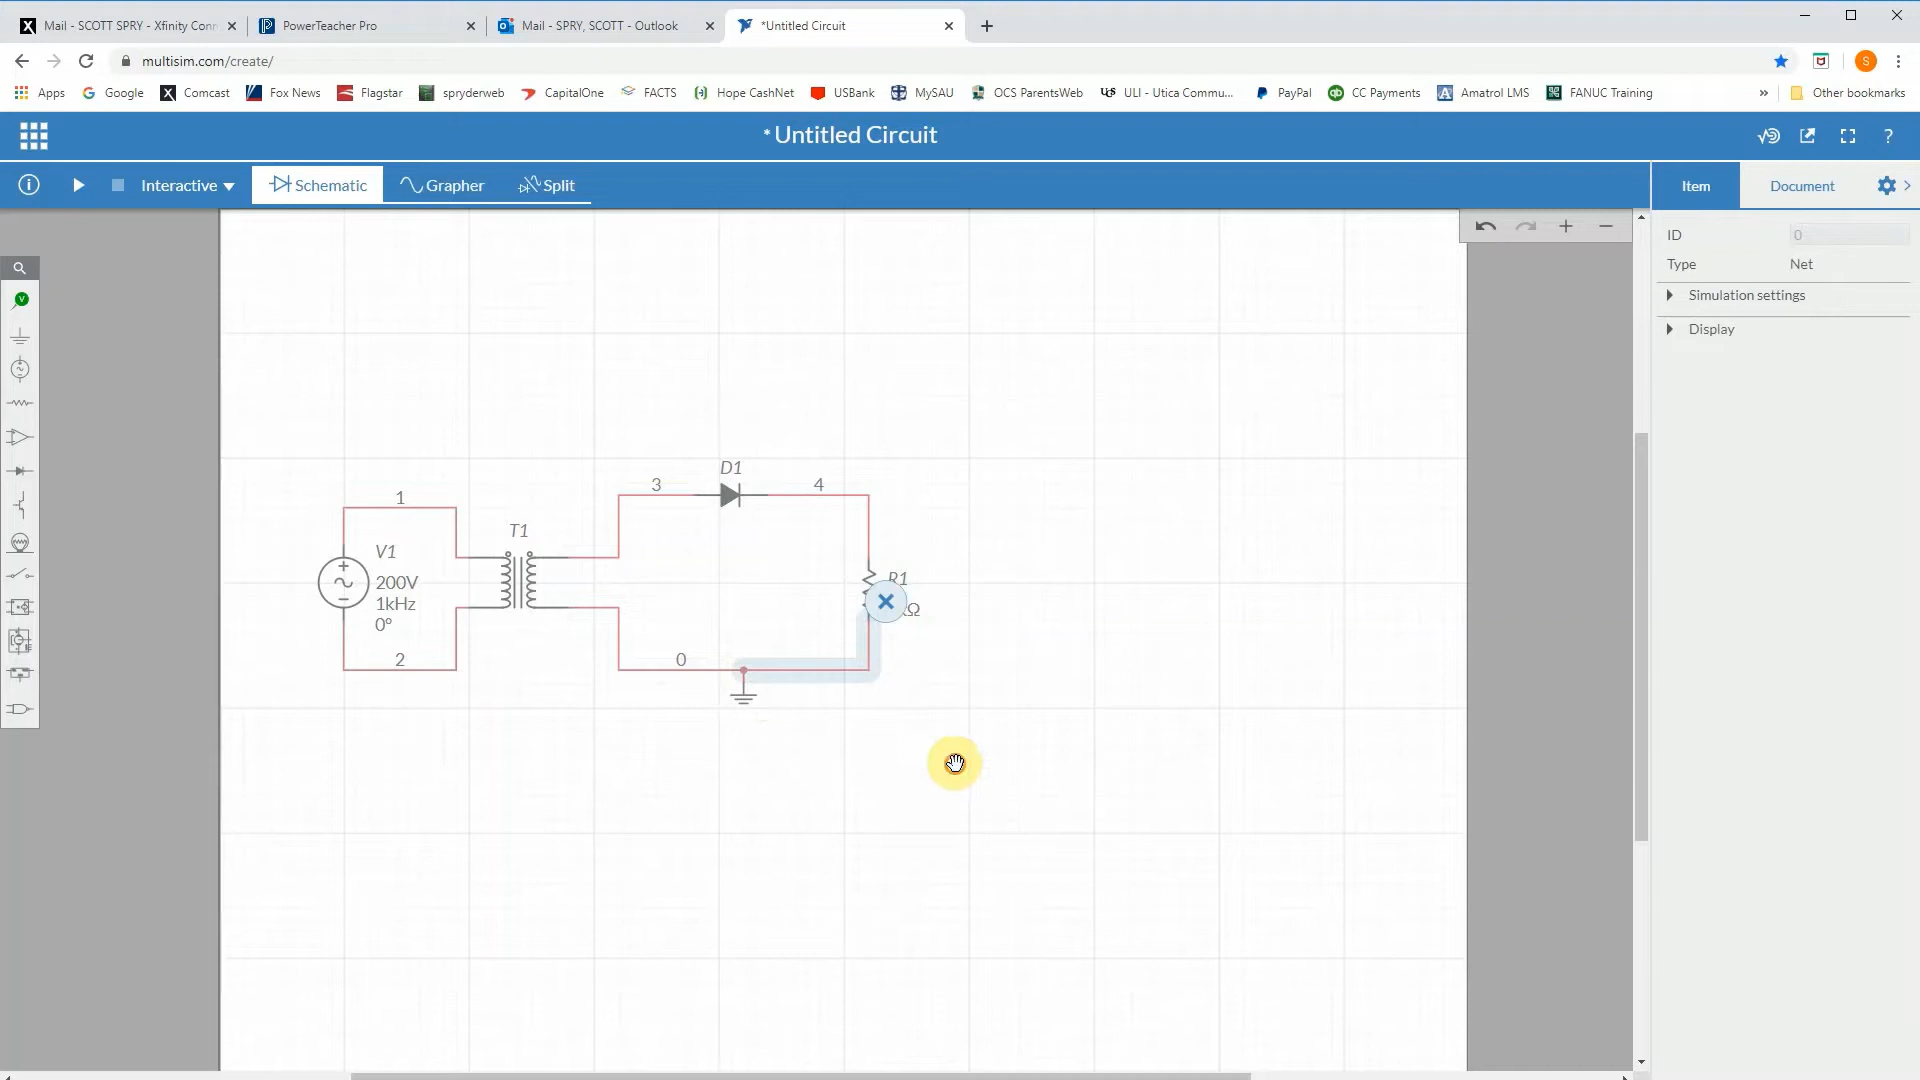 Mail - SCOTT SPRY - Xfinity Conn
PowerTeacher Pro
Mail - SPRY, SCOTT - Outlook
*Untitled Circuit
multisim.com/create/
S
Apps
Google
Comcast
Fox News
Flagstar
spryderweb
CapitalOne
FACTS
Hope CashNet
USBank
MySAU
OCS ParentsWeb
ULI - Utica Commu...
PayPal
CC Payments
Amatrol LMS
FANUC Training
»
Other bookmarks
* Untitled Circuit
?
Interactive
Schematic
Grapher
Split
Item
Document
ID
0
Type
Net
Simulation settings
Display
V
D1
3
4
1
T1
V1
200V
1kHz
0°
R1
Ω
2
0